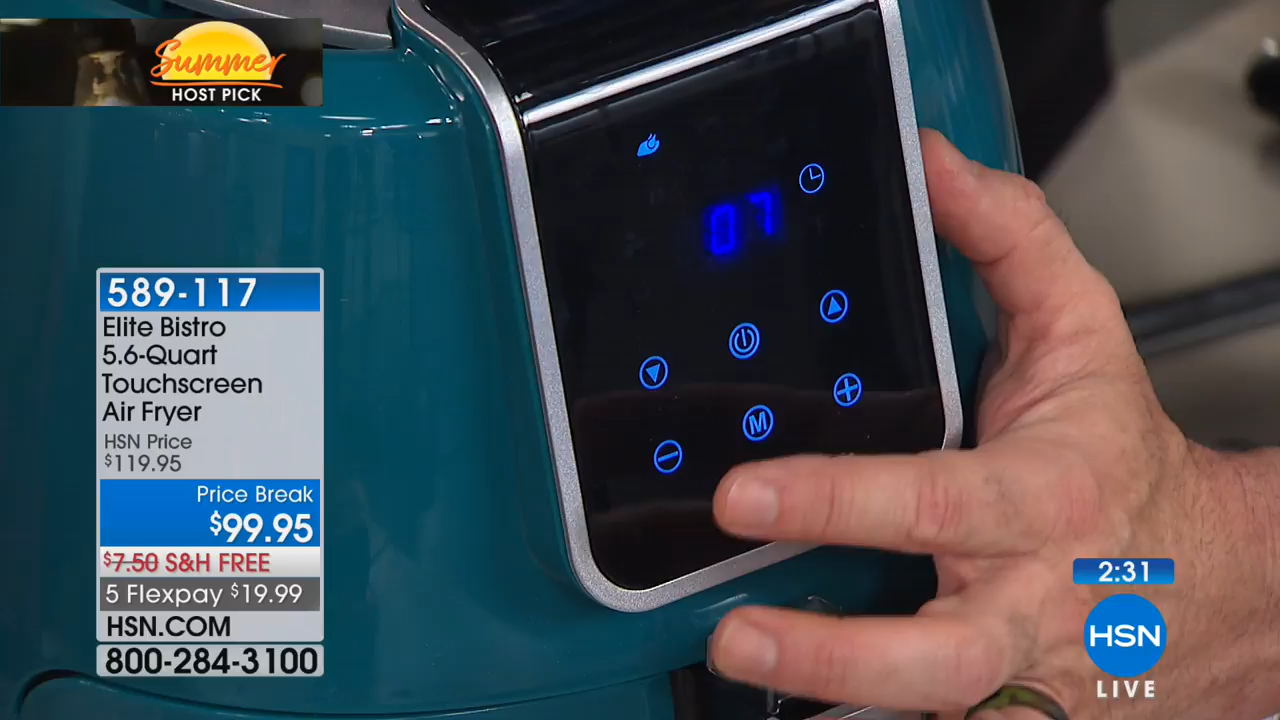 Summer
HOST PICK
07
M
589-117
Elite Bistro
5.6-Quart
Touchscreen
Air Fryer
HSN Price
$119.95
Price Break
$99.95
$7.50 S&H FREE
5 Flexpay $19.99
HSN.COM
800-284-3100
2:31
HSN
LIVE